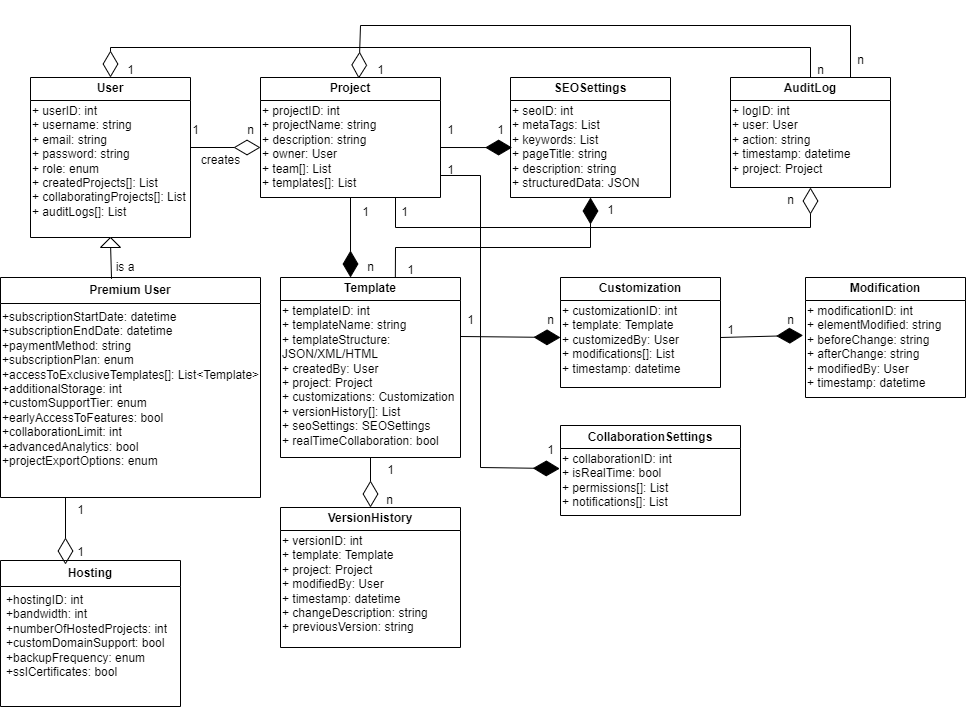 n
1
1
n
User
+ userID: int
+ username: string
+ email: string
+ password: string
+ role: enum
+ createdProjects[]: List
+ collaboratingProjects[]: List
+ auditLogs[]: List
1
n
creates
Project
+ projectID: int
+ projectName: string
+ description: string
+ owner: User
+ team[]: List
+ templates[]: List
1
1
1
SEOSettings
+ seoID: int
+ metaTags: List
+ keywords: List
+ pageTitle: string
+ description: string
+ structuredData: JSON
AuditLog
+ logID: int
+ user: User
+ action: string
+ timestamp: datetime
+ project: Project
1
1
1
n
is a
n
1
Premium User
+subscriptionStartDate: datetime
+subscriptionEndDate: datetime
+paymentMethod: string
+subscriptionPlan: enum
+accessToExclusiveTemplates[]: List<Template>
+additionalStorage: int
+customSupportTier: enum
+earlyAccessToFeatures: bool
+collaborationLimit: int
+advancedAnalytics: bool
+projectExportOptions: enum
Template
+ templateID: int
+ templateName: string
+ templateStructure:
JSON/XML/HTML
+ createdBy: User
+ project: Project
+ customizations: Customization
+ versionHistory[]: List
+ seoSettings: SEOSettings
+ realTimeCollaboration: bool
1
n
Customization
+ customizationID: int
+ template: Template
+ customizedBy: User
+ modifications[]: List
+ timestamp: datetime
1
n
Modification
+ modificationID: int
+ elementModified: string
+ beforeChange: string
+ afterChange: string
+ modifiedBy: User
+ timestamp: datetime
1
CollaborationSettings
+ collaborationID: int
+ isRealTime: bool
+ permissions[]: List
+ notifications[]: List
1
n
1
1
VersionHistory
+ versionID: int
+ template: Template
+ project: Project
+ modifiedBy: User
+ timestamp: datetime
+ changeDescription: string
+ previousVersion: string
Hosting
+hostingID: int
+bandwidth: int
+numberOfHostedProjects: int
+customDomainSupport: bool
+backupFrequency: enum
+sslCertificates: bool